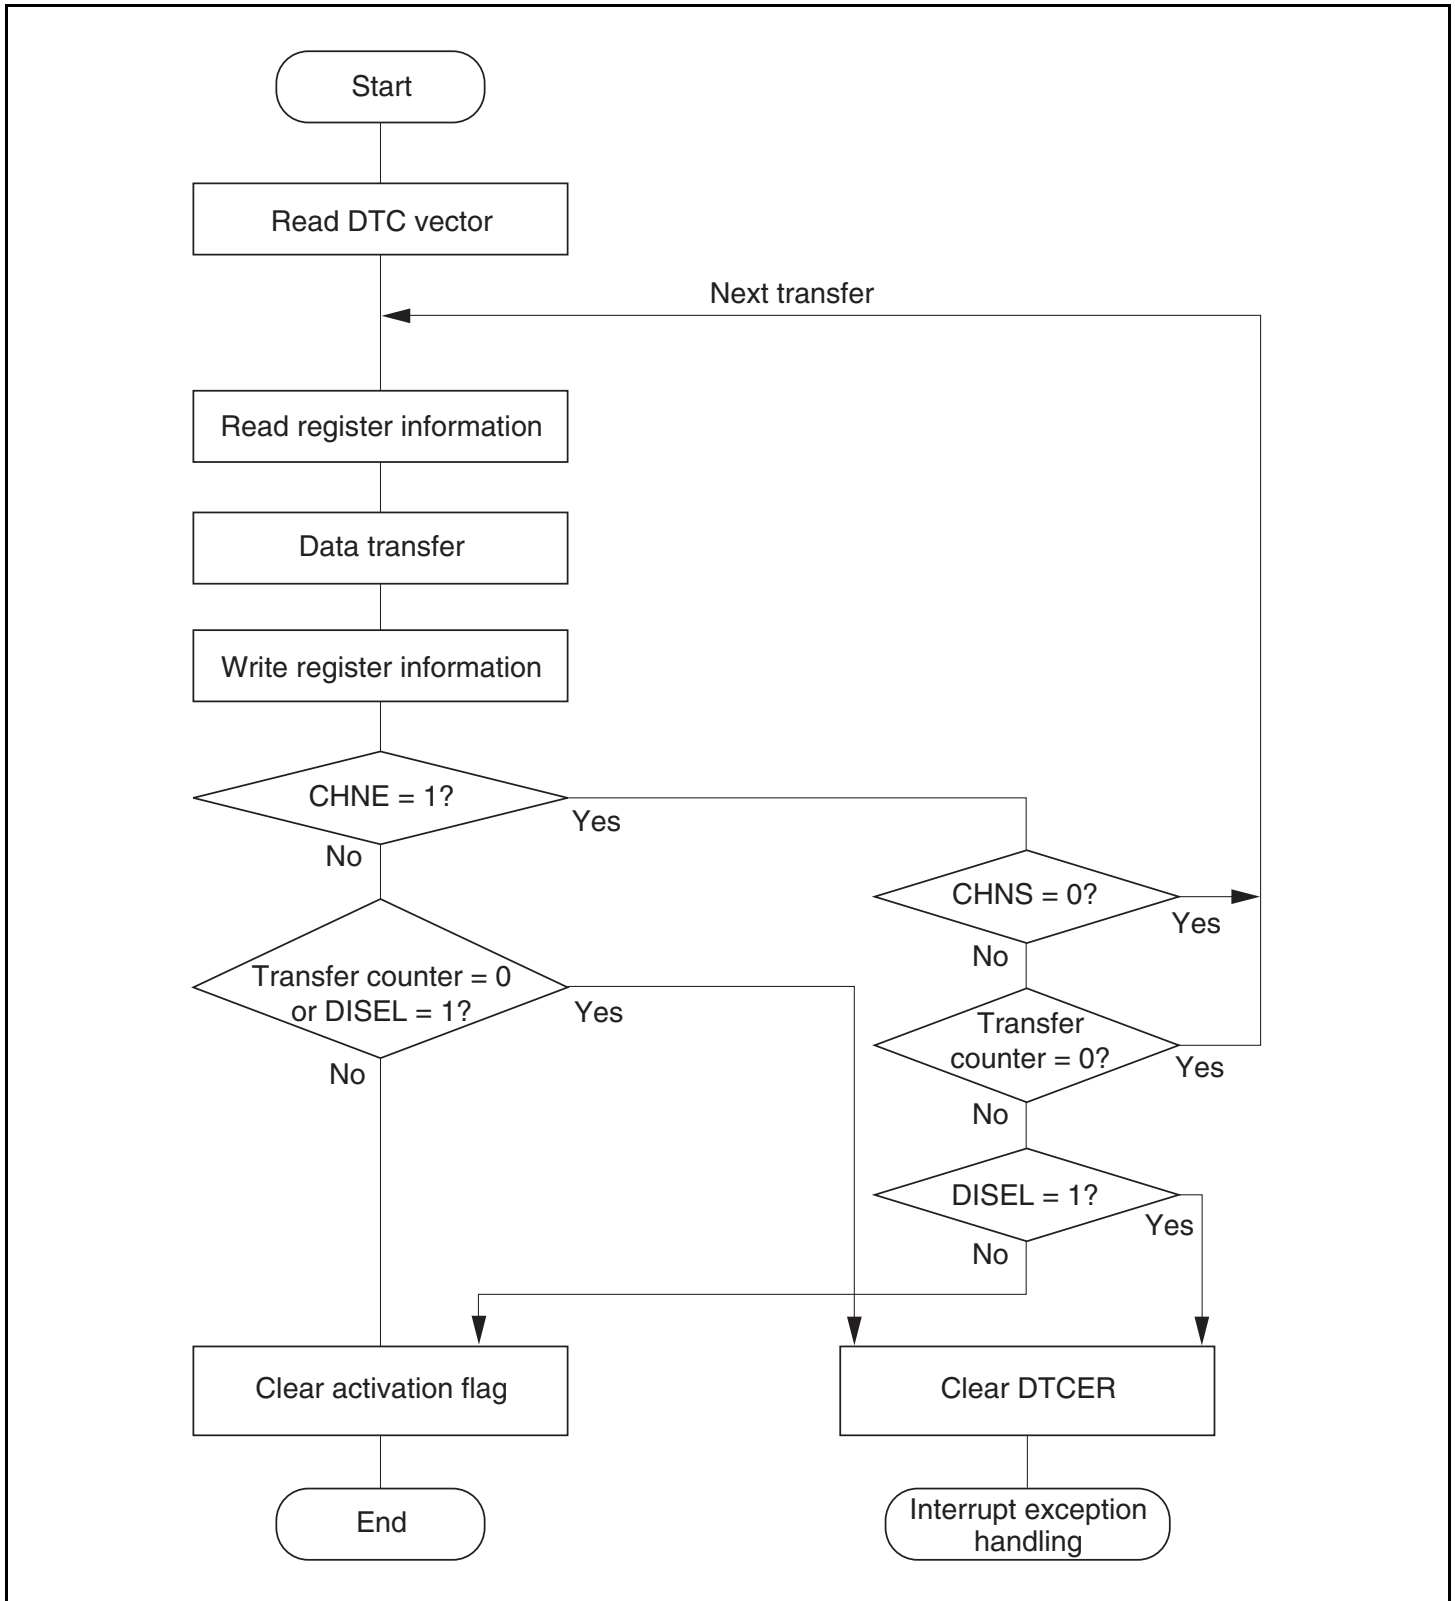 Start
Read DTC vector
Next transfer
Read register information
Data transfer
Write register information
CHNE = 1?
Yes
No
CHNS = 0?
Yes
No
Transfer counter = 0
or DISEL = 1?
Yes
No
Transfer
counter = 0?
Yes
No
DISEL = 1?
Yes
No
Clear activation flag
Clear DTCER
End
Interrupt exception
handling